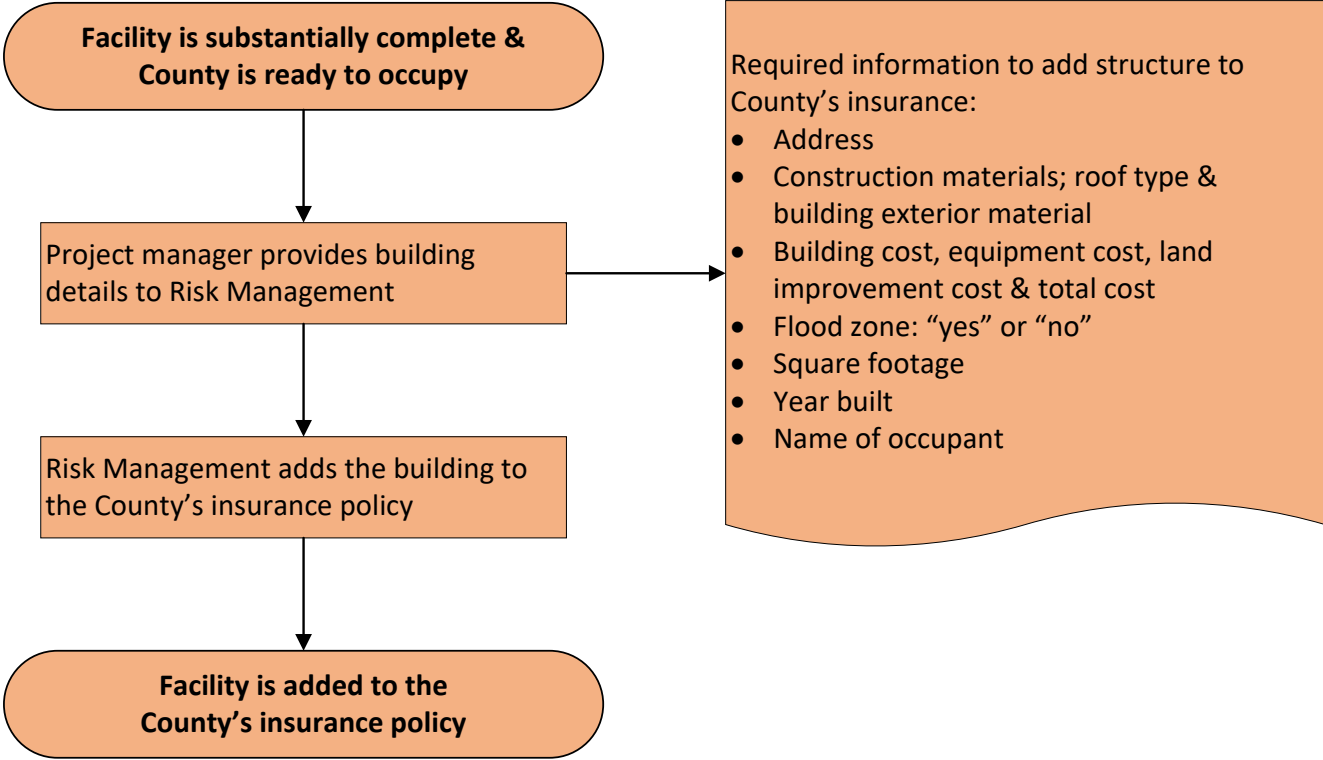 Facility is substantially complete &
County is ready to occupy
Project manager provides building
details to Risk Management
Risk Management adds the building to
the County’s insurance policy
Facility is added to the
County’s insurance policy
Required information to add structure to
County’s insurance:
• Address
• Construction materials; roof type &
building exterior material
• Building cost, equipment cost, land
improvement cost & total cost
• Flood zone: “yes” or “no”
• Square footage
• Year built
• Name of occupant